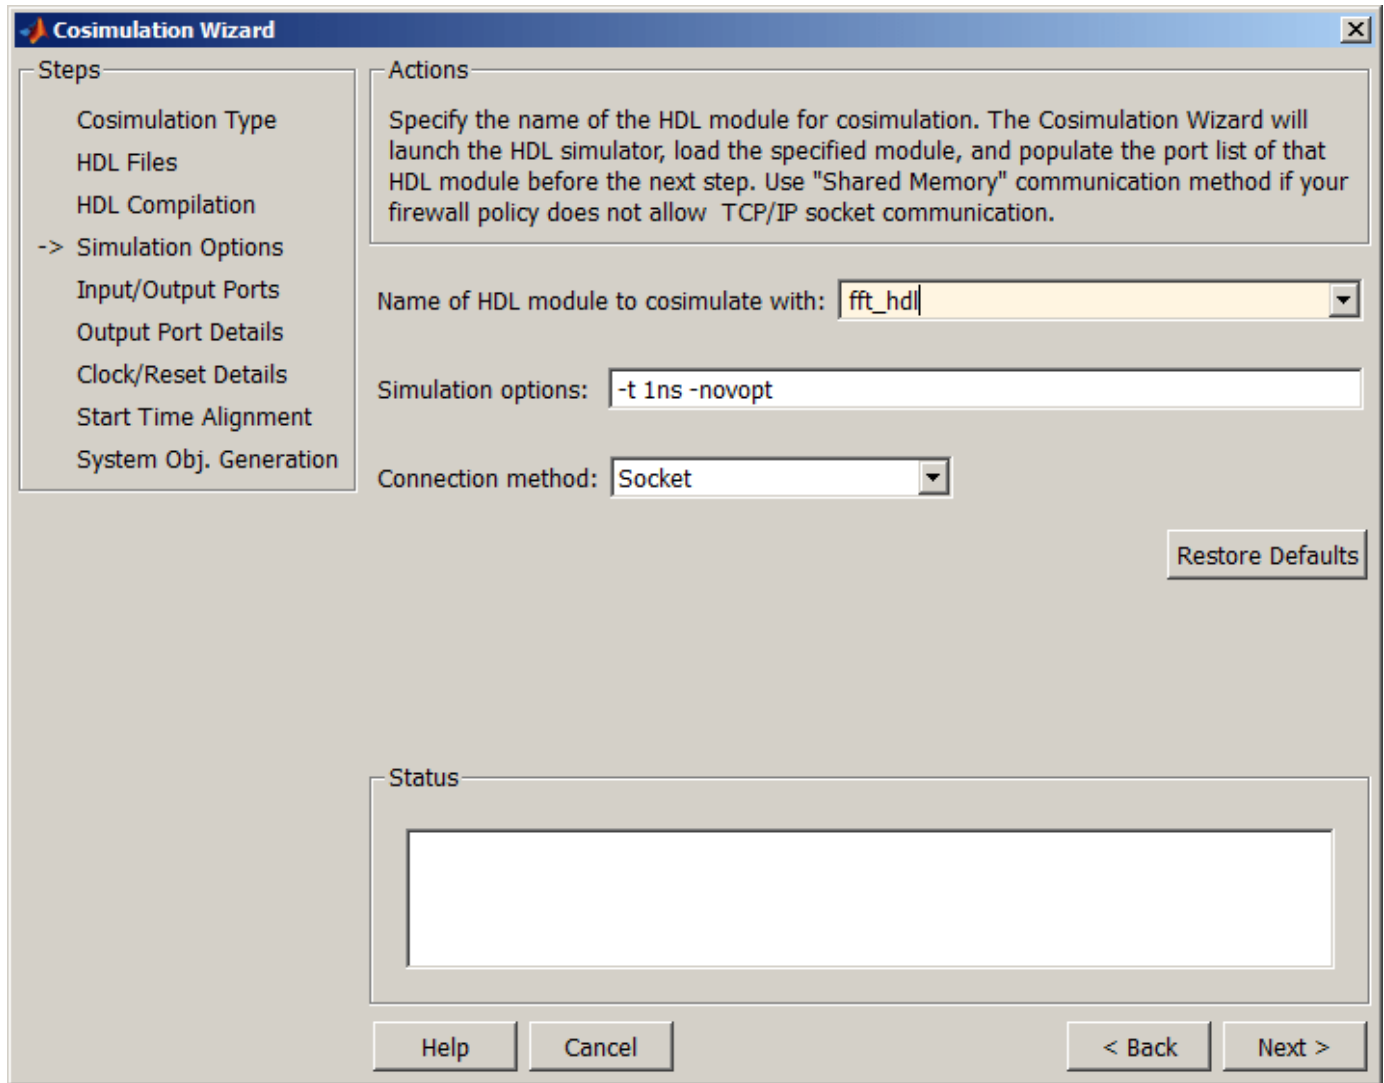 Cosimulation Wizard
Steps
Cosimulation Type
HDL Files
HDL Compilation
-> Simulation Options
Input/Output Ports
Output Port Details
Clock/Reset Details
Start Time Alignment
System Obj. Generation
Actions
Specify the name of the HDL module for cosimulation. The Cosimulation Wizard will
launch the HDL simulator, load the specified module, and populate the port list of that
HDL module before the next step. Use "Shared Memory" communication method if your
firewall policy does not allow  TCP/IP socket communication.
Name of HDL module to cosimulate with: fft_hdl
Simulation options: -t 1ns -novopt
Connection method: Socket
Restore Defaults
Status
Help Cancel < Back Next >